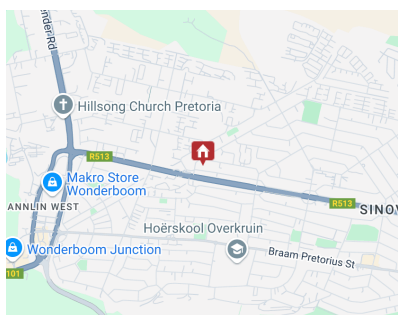 ender Rd
Hillsong Church Pretoria
R513
Makro Store
Wonderboom
R513
ANNLIN WEST
SINOV
Hoërskool Overkruin
Wonderboom Junction
Braam Pretorius St
101